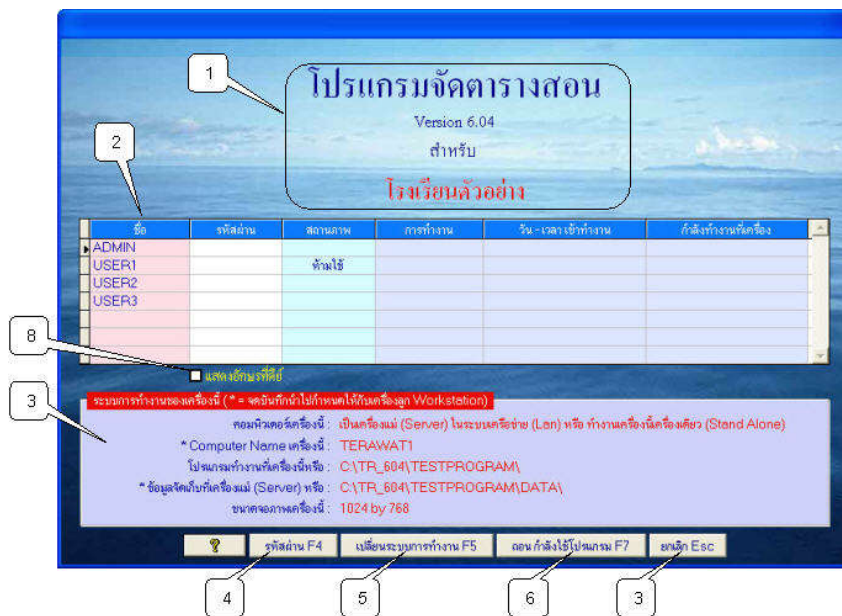 1
โปรแกรมจัดตารางสอน
Version 6.04
สำหรับ
โรงเรียนตัวอย่าง
2
ชื่อ รหัสผ่าน สถานภาพ การทำงาน วัน - เวลา เข้าทำงาน กำลังทำงานที่เครื่อง
ADMIN
USER1 ห้ามใช้
USER2
USER3
8
แสดงอักษรที่คีย์
3
ระบบการทำงานของเครื่องนี้ ( * = จดบันทึกนำไปกำหนดให้กับเครื่องลูก Workstation)
คอมพิวเตอร์เครื่องนี้ : เป็นเครื่องแม่ (Server) ในระบบเครือข่าย (Lan) หรือ ทำงานเครื่องนี้เครื่องเดียว (Stand Alone)
* Computer Name เครื่องนี้ : TERAWAT1
โปรแกรมทำงานที่เครื่องนี้หรือ : C:\TR_604\TESTPROGRAM\
* ข้อมูลจัดเก็บที่เครื่องแม่ (Server) หรือ : C:\TR_604\TESTPROGRAM\DATA\
ขนาดจอภาพเครื่องนี้ : 1024 by 768
? รหัสผ่าน F4 เปลี่ยนระบบการทำงาน F5 ถอน กำลังใช้โปรแกรม F7 ยกเลิก Esc
4 5 6 3